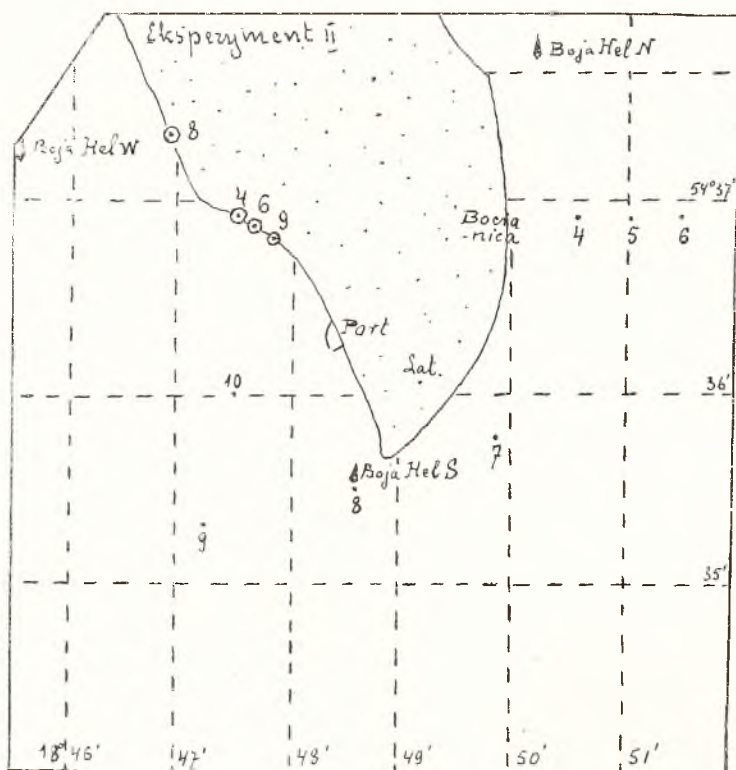 Eksperyment II
Boja Hel N
Boja Hel W
8
54°37'
4 6 9
Bocia
-nica
4 5 6
Port
Lat.
10
36'
7
Boja Hel S
8
9
35'
18°46' 47' 48' 49' 50' 51'